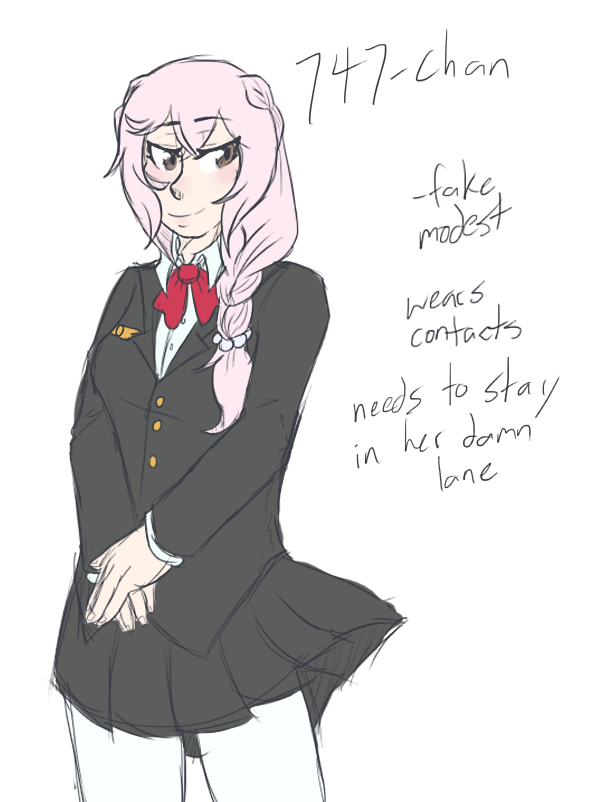 747-chan
-fake
modest
wears
contacts
needs to stay
in her damn
lane